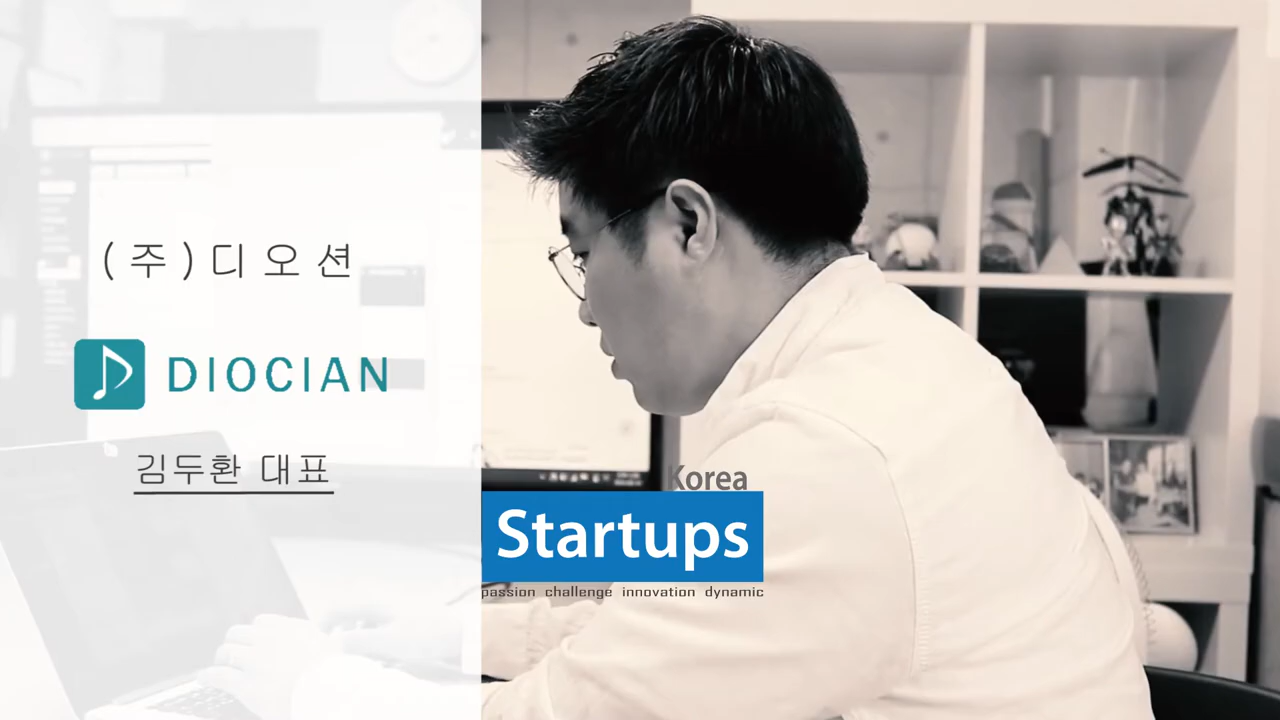 (주)디오션
DIOCIAN
김두환 대표
Korea
Startups
passion challenge innovation dynamic